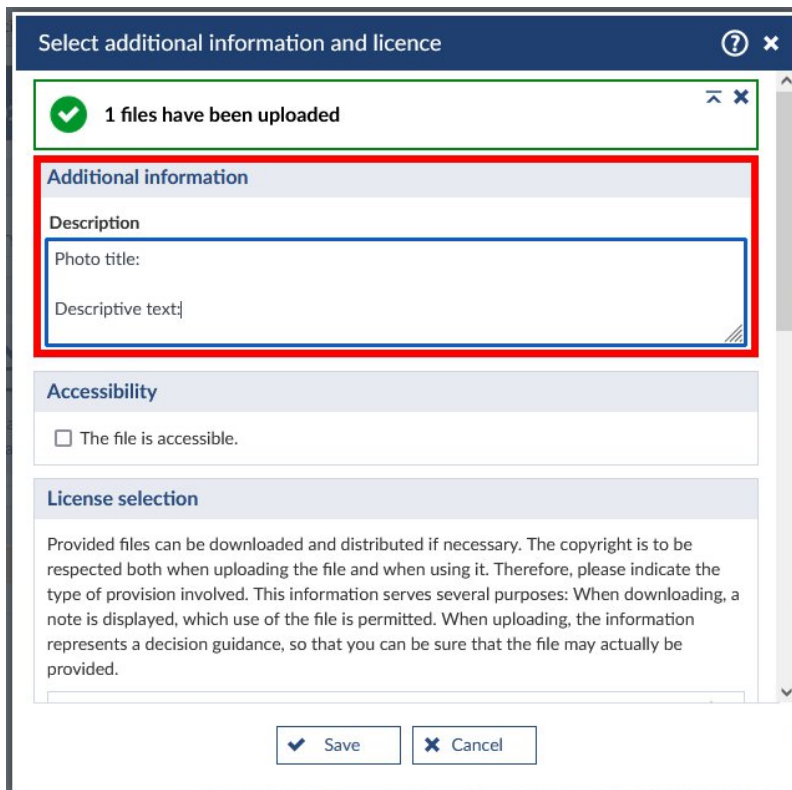 Select additional information and licence
1 files have been uploaded
Additional information
Description
Photo title:
Descriptive text:
Accessibility
The file is accessible.
License selection
Provided files can be downloaded and distributed if necessary. The copyright is to be
respected both when uploading the file and when using it. Therefore, please indicate the
type of provision involved. This information serves several purposes: When downloading, a
note is displayed, which use of the file is permitted. When uploading, the information
represents a decision guidance, so that you can be sure that the file may actually be
provided.
Save
Cancel